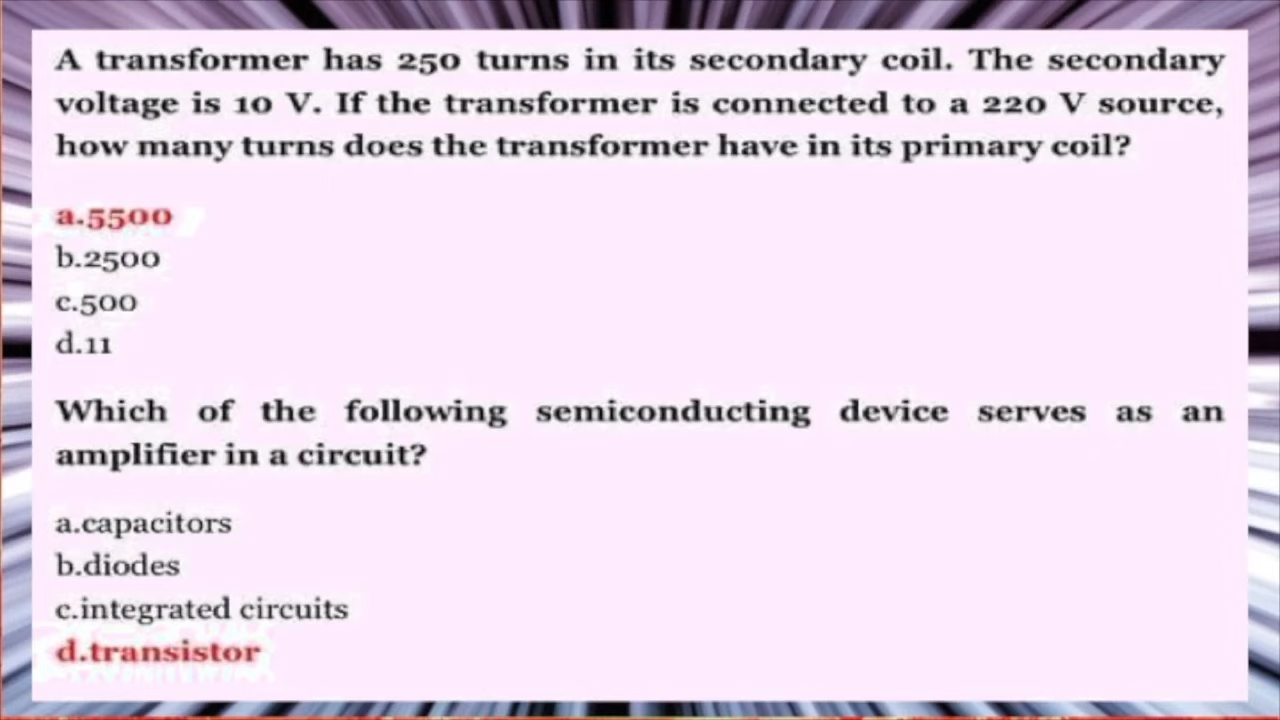 A transformer has 250 turns in its secondary coil. The secondary
voltage is 10 V. If the transformer is connected to a 220 V source,
how many turns does the transformer have in its primary coil?
a.5500
b.2500
c.500
d.11
Which of the following semiconducting device serves as an
amplifier in a circuit?
a.capacitors
b.diodes
c.integrated circuits
d.transistor